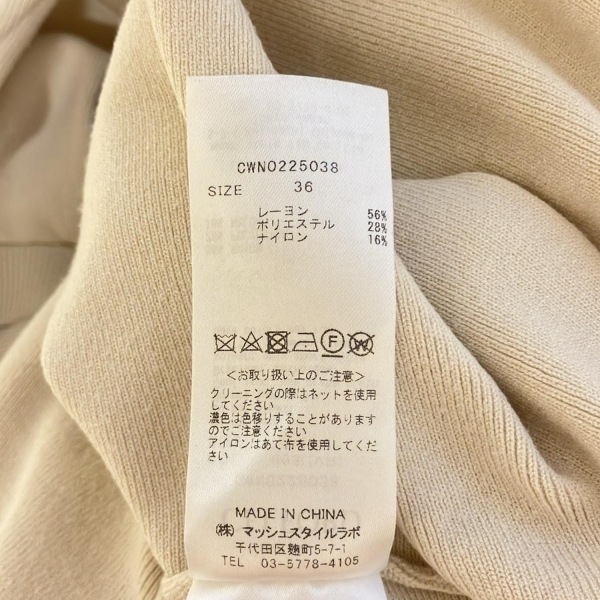 CWNO225038
SIZE 36
レーヨン 56%
ポリエステル 28%
ナイロン 16%
F W
<お取り扱い上のご注意>
クリーニングの際はネットを使用
してください
濃色は色移りすることがあります
のでご注意ください
アイロンはあて布を使用してくだ
さい
MADE IN CHINA
(株) マッシュスタイルラボ
千代田区麹町5-7-1
TEL 03-5778-4105